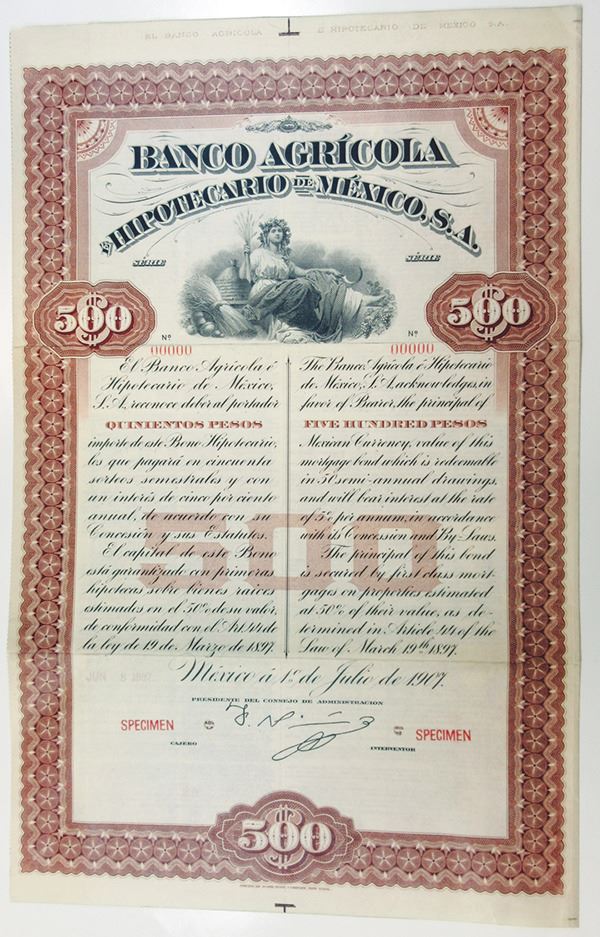 EL BANCO AGRICOLA E HIPOTECARIO DE MEXICO S.A.
BANCO AGRÍCOLA
É HIPOTECARIO DE MÉXICO, S.A.
SÉRIE
SÉRIE
$500
$500
Nº
00000
Nº
00000
El Banco Agrícola é
Hipotecario de México,
S.A. reconoce deber al portador
QUINIENTOS PESOS
importe de este Bono Hipotecario,
los que pagará en cincuenta
sorteos semestrales y con
un interés de cinco por ciento
anual, de acuerdo con su
Concesión y sus Estatutos.
El capital de este Bono
está garantizado con primeras
hipotecas sobre bienes raíces
estimados en el 50% de su valor,
de conformidad con el Art. 44 de
la ley de 19 de Marzo de 1897.
The Banco Agrícola é Hipotecario
de México, S.A. acknowledges, in
favor of Bearer, the principal of
FIVE HUNDRED PESOS
Mexican Currency, value of this
mortgage bond which is redeemable
in 50 semi-annual drawings,
and will bear interest at the rate
of 5% per annum, in accordance
with its Concession and By-Laws.
The principal of this bond
is secured by first class mort-
gages on properties estimated
at 50% of their value, as de-
termined in Article 44 of the
Law of March 19th 1897.
500
México á 1º de Julio de 1907.
PRESIDENTE DEL CONSEJO DE ADMINISTRACION
SPECIMEN
SPECIMEN
CAJERO
INTERVENTOR
$500